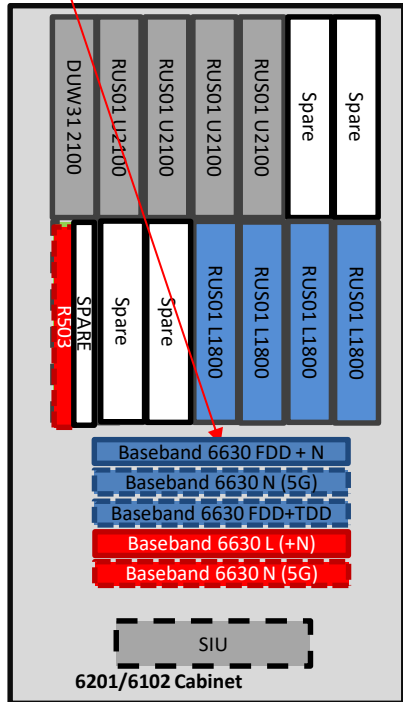 DUW31 2100
RUS01 U2100
RUS01 U2100
RUS01 U2100
RUS01 U2100
Spare
Spare
R503
SPARE
Spare
Spare
RUS01 L1800
RUS01 L1800
RUS01 L1800
RUS01 L1800
Baseband 6630 FDD + N
Baseband 6630 N (5G)
Baseband 6630 FDD+TDD
Baseband 6630 L (+N)
Baseband 6630 N (5G)
SIU
6201/6102 Cabinet